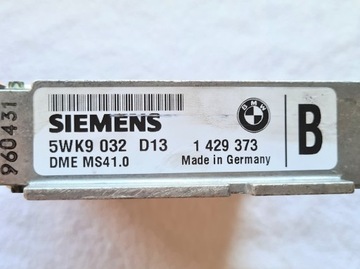 SIEMENS
BMW
5WK9 032 D13 1 429 373
DME MS41.0 Made in Germany
B
960431